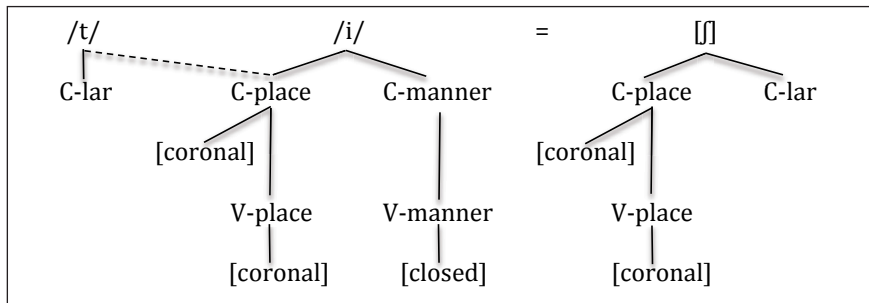 /t/ /i/ = [ʃ]
C-lar C-place C-manner C-place C-lar
[coronal] [coronal]
V-place V-manner V-place
[coronal] [closed] [coronal]